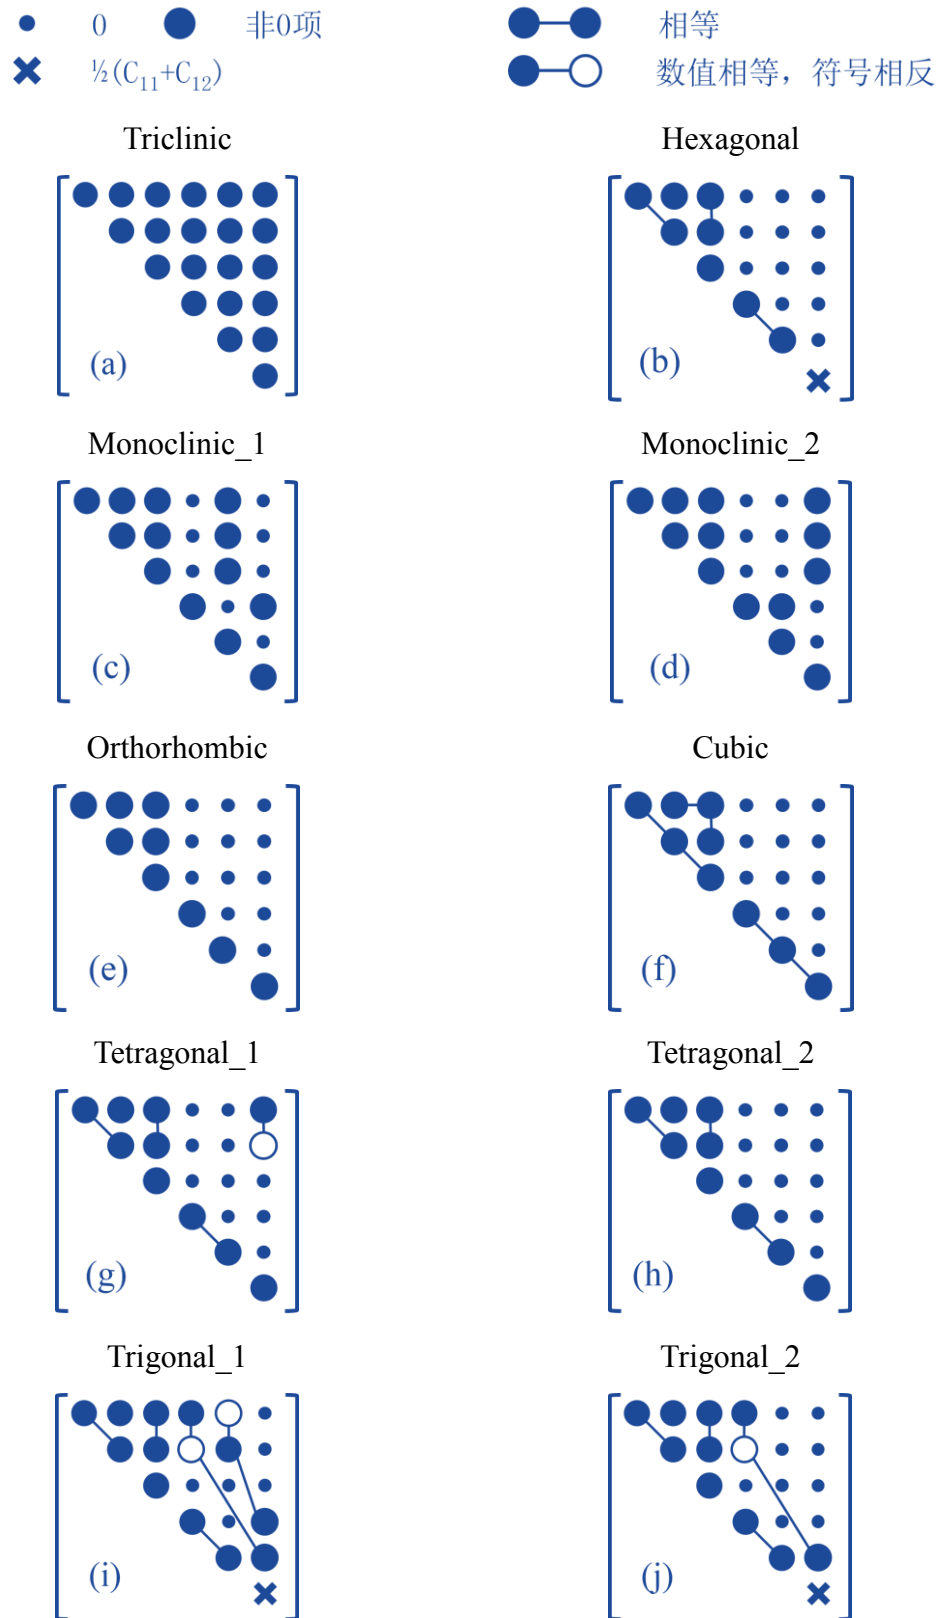 0 非0项 相等
½(C₁₁+C₁₂) 数值相等，符号相反
Triclinic Hexagonal
(a) (b)
Monoclinic_1 Monoclinic_2
(c) (d)
Orthorhombic Cubic
(e) (f)
Tetragonal_1 Tetragonal_2
(g) (h)
Trigonal_1 Trigonal_2
(i) (j)